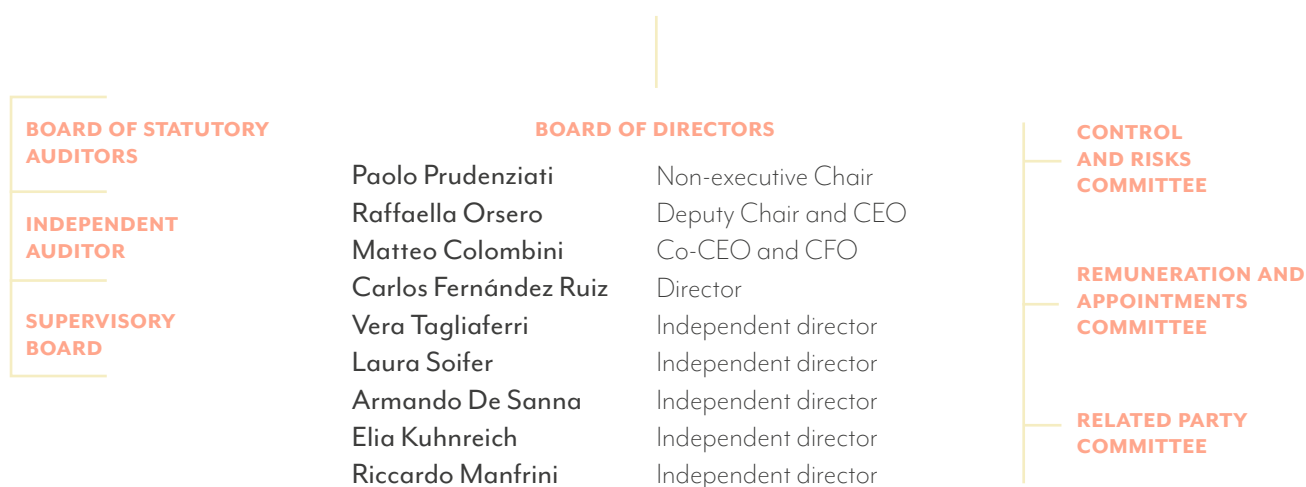 BOARD OF STATUTORY
AUDITORS
INDEPENDENT
AUDITOR
SUPERVISORY
BOARD
BOARD OF DIRECTORS
Paolo Prudenziati Non-executive Chair
Raffaella Orsero Deputy Chair and CEO
Matteo Colombini Co-CEO and CFO
Carlos Fernández Ruiz Director
Vera Tagliaferri Independent director
Laura Soifer Independent director
Armando De Sanna Independent director
Elia Kuhnreich Independent director
Riccardo Manfrini Independent director
CONTROL
AND RISKS
COMMITTEE
REMUNERATION AND
APPOINTMENTS
COMMITTEE
RELATED PARTY
COMMITTEE